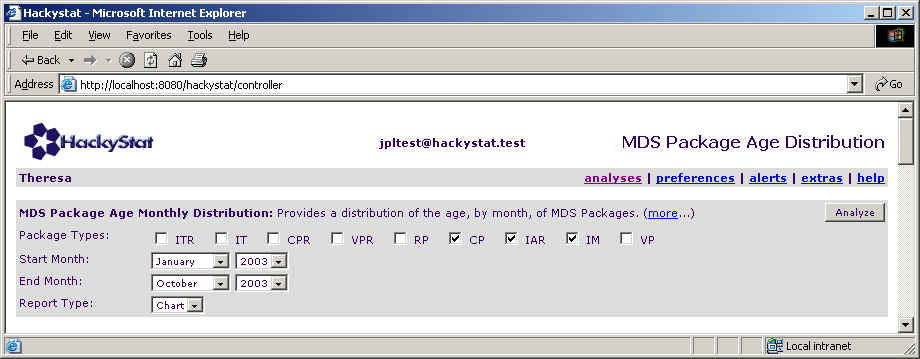 Hackystat - Microsoft Internet Explorer
File Edit View Favorites Tools Help
Back
Address http://localhost:8080/hackystat/controller Go
HackyStat jpltest@hackystat.test MDS Package Age Distribution
Theresa analyses | preferences | alerts | extras | help
MDS Package Age Monthly Distribution: Provides a distribution of the age, by month, of MDS Packages. (more...) Analyze
Package Types: ITR IT CPR VPR RP CP IAR IM VP
Start Month: January 2003
End Month: October 2003
Report Type: Chart
Local intranet